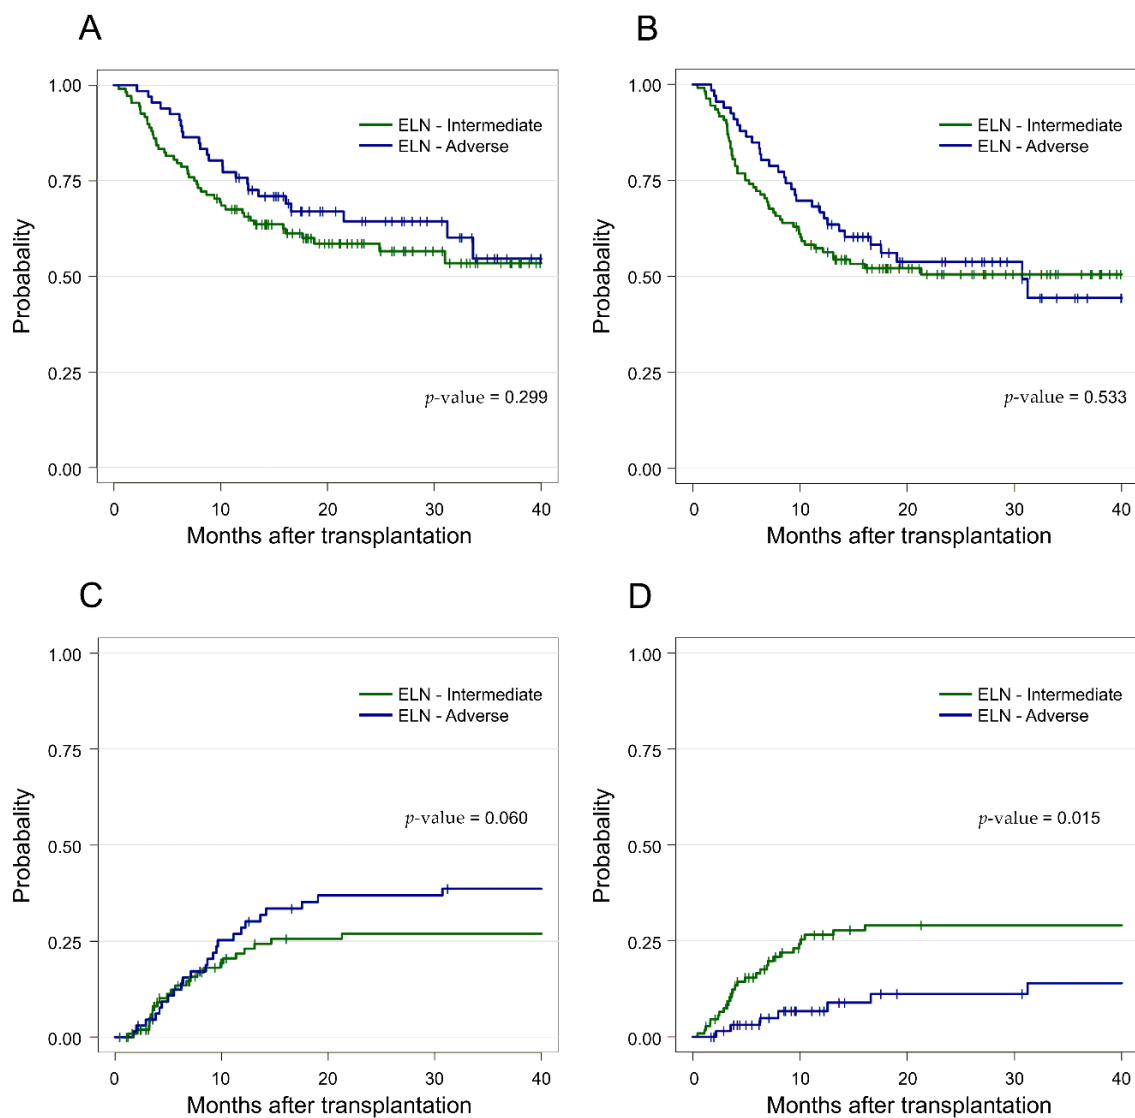 A
1.00
0.75
0.50
0.25
0.00
Probabality
ELN - Intermediate
ELN - Adverse
p-value = 0.299
0 10 20 30 40
Months after transplantation
B
1.00
0.75
0.50
0.25
0.00
Probabality
ELN - Intermediate
ELN - Adverse
p-value = 0.533
0 10 20 30 40
Months after transplantation
C
1.00
0.75
0.50
0.25
0.00
Probabality
ELN - Intermediate
ELN - Adverse
p-value = 0.060
0 10 20 30 40
Months after transplantation
D
1.00
0.75
0.50
0.25
0.00
Probabality
ELN - Intermediate
ELN - Adverse
p-value = 0.015
0 10 20 30 40
Months after transplantation